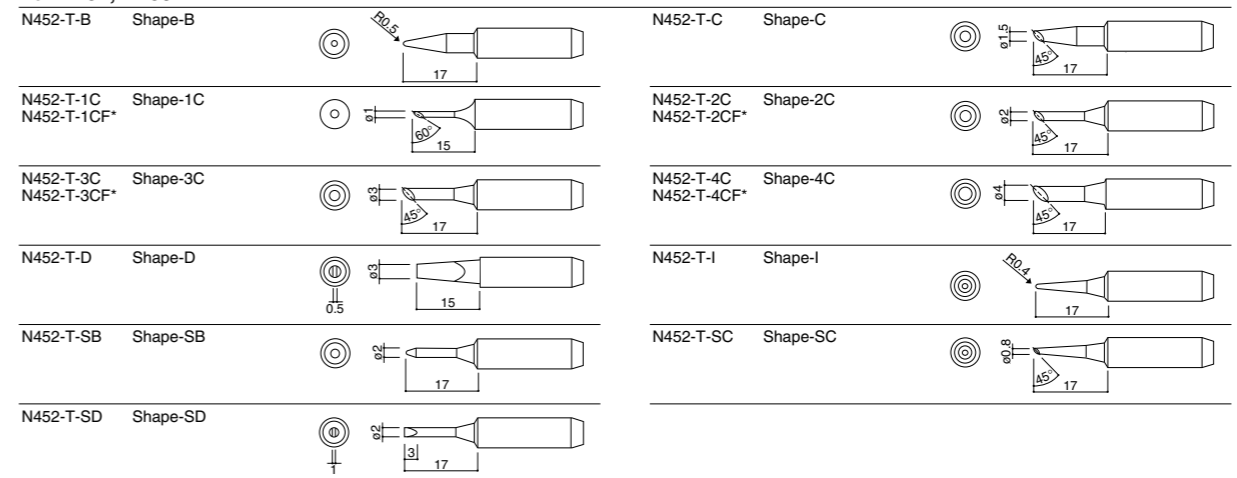 N452-T-B Shape-B
R0.5
17
N452-T-C Shape-C
ø1.5
45°
17
N452-T-1C Shape-1C
N452-T-1CF*
ø1
60°
15
N452-T-2C Shape-2C
N452-T-2CF*
ø2
45°
17
N452-T-3C Shape-3C
N452-T-3CF*
ø3
45°
17
N452-T-4C Shape-4C
N452-T-4CF*
ø4
45°
17
N452-T-D Shape-D
ø3
0.5
15
N452-T-I Shape-I
R0.4
17
N452-T-SB Shape-SB
ø2
17
N452-T-SC Shape-SC
ø0.8
45°
17
N452-T-SD Shape-SD
ø2
3
1
17